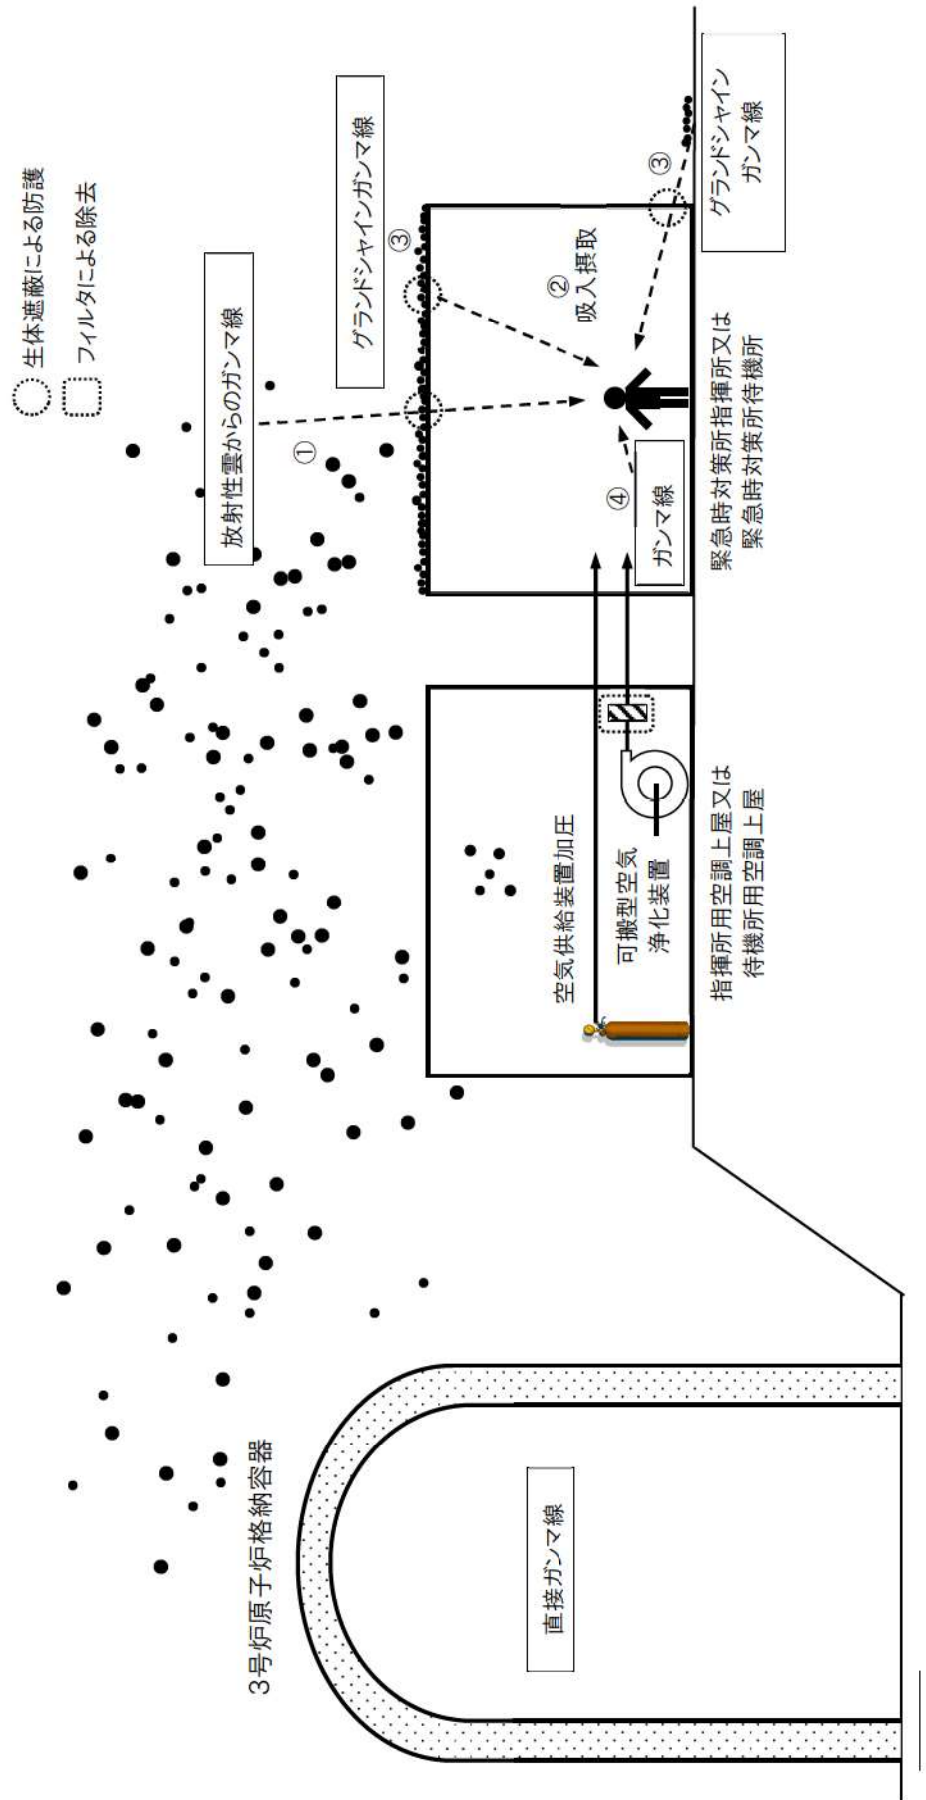 生体遮蔽による防護
フィルタによる除去
放射性雲からのガンマ線
①
グランドシャインガンマ線
③
②
吸入摂取
③
グランドシャイン
ガンマ線
④
ガンマ線
緊急時対策所指揮所又は
緊急時対策所待機所
空気供給装置加圧
可搬型空気
浄化装置
指揮所用空調上屋又は
待機所用空調上屋
3号炉原子炉格納容器
直接ガンマ線